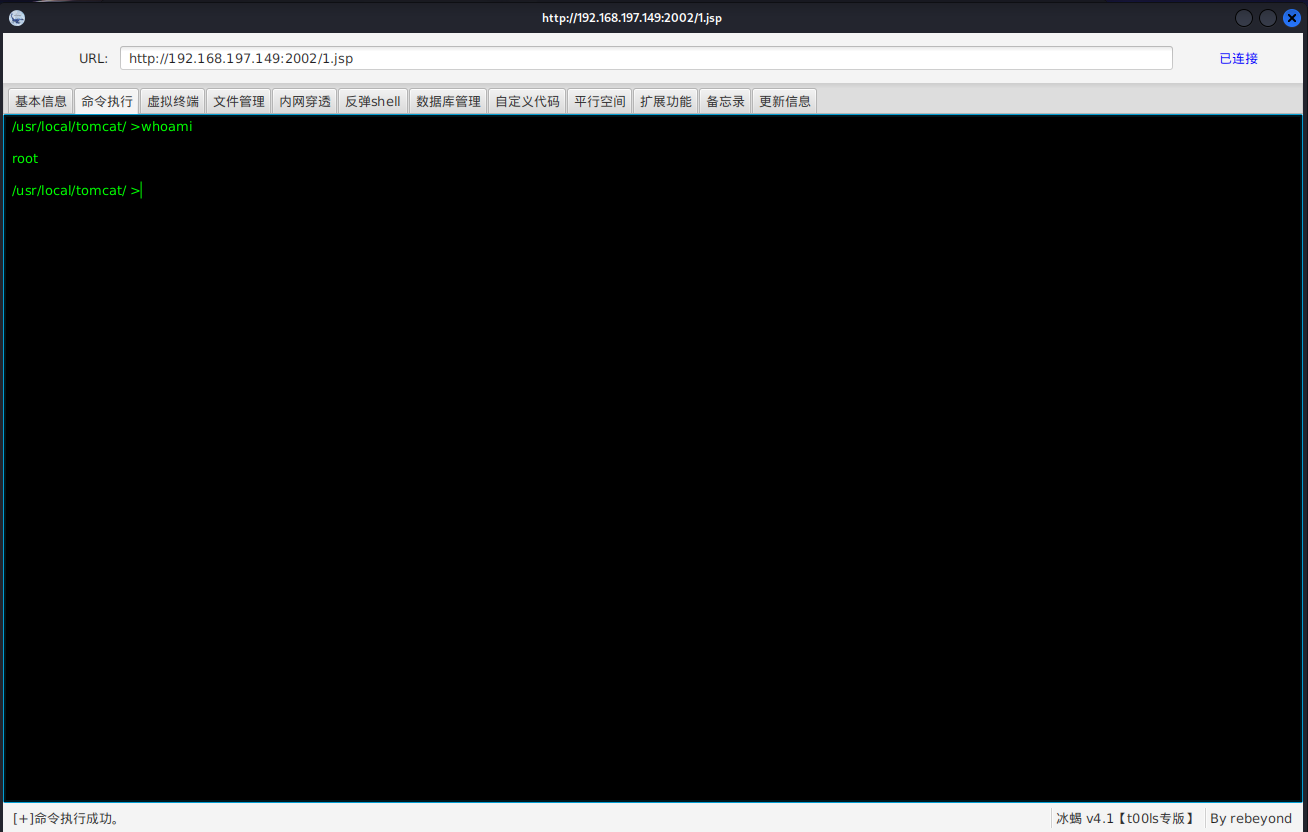 http://192.168.197.149:2002/1.jsp
URL: http://192.168.197.149:2002/1.jsp 已连接
基本信息 命令执行 虚拟终端 文件管理 内网穿透 反弹shell 数据库管理 自定义代码 平行空间 扩展功能 备忘录 更新信息
/usr/local/tomcat/ >whoami
root
/usr/local/tomcat/ >
[+]命令执行成功。 冰蝎 v4.1【t00ls专版】 By rebeyond